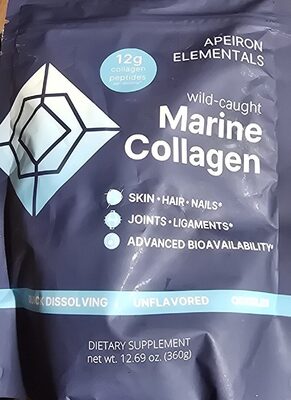 APEIRON
ELEMENTALS
12g
collagen
peptides
wild-caught
Marine
Collagen
SKIN • HAIR • NAILS*
JOINTS • LIGAMENTS*
ADVANCED BIOAVAILABILITY*
DISSOLVING UNFLAVORED
DIETARY SUPPLEMENT
net wt. 12.69 oz. (360g)